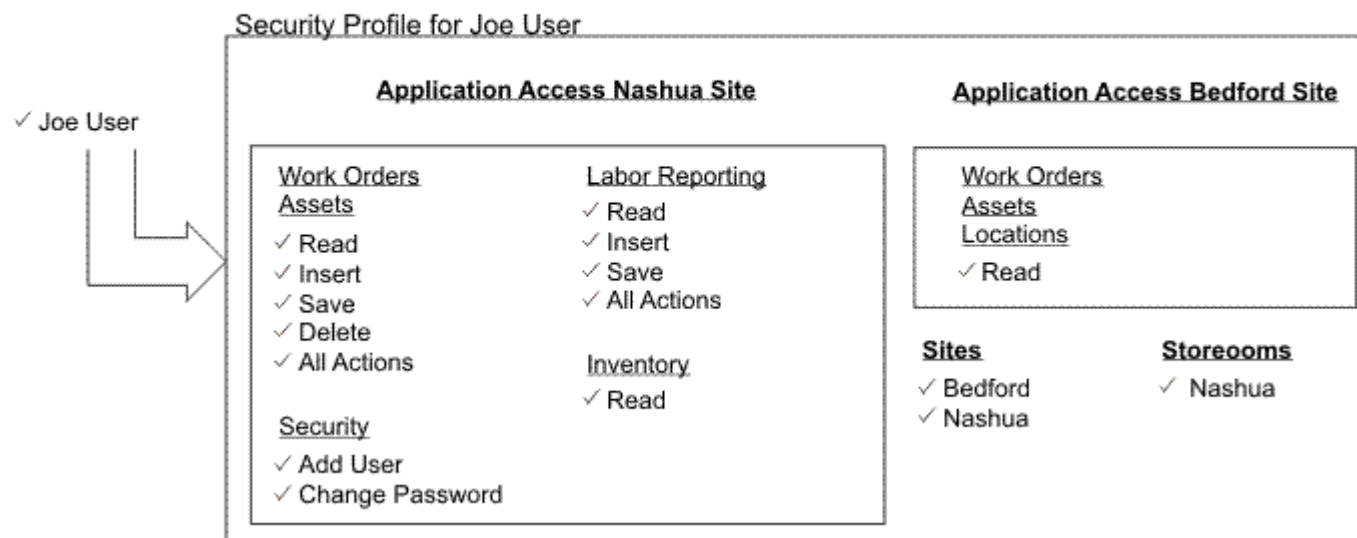 Security Profile for Joe User
✓ Joe User
Application Access Nashua Site
Work Orders
Assets
✓ Read
✓ Insert
✓ Save
✓ Delete
✓ All Actions
Security
✓ Add User
✓ Change Password
Labor Reporting
✓ Read
✓ Insert
✓ Save
✓ All Actions
Inventory
✓ Read
Application Access Bedford Site
Work Orders
Assets
Locations
✓ Read
Sites
✓ Bedford
✓ Nashua
Storeooms
✓ Nashua